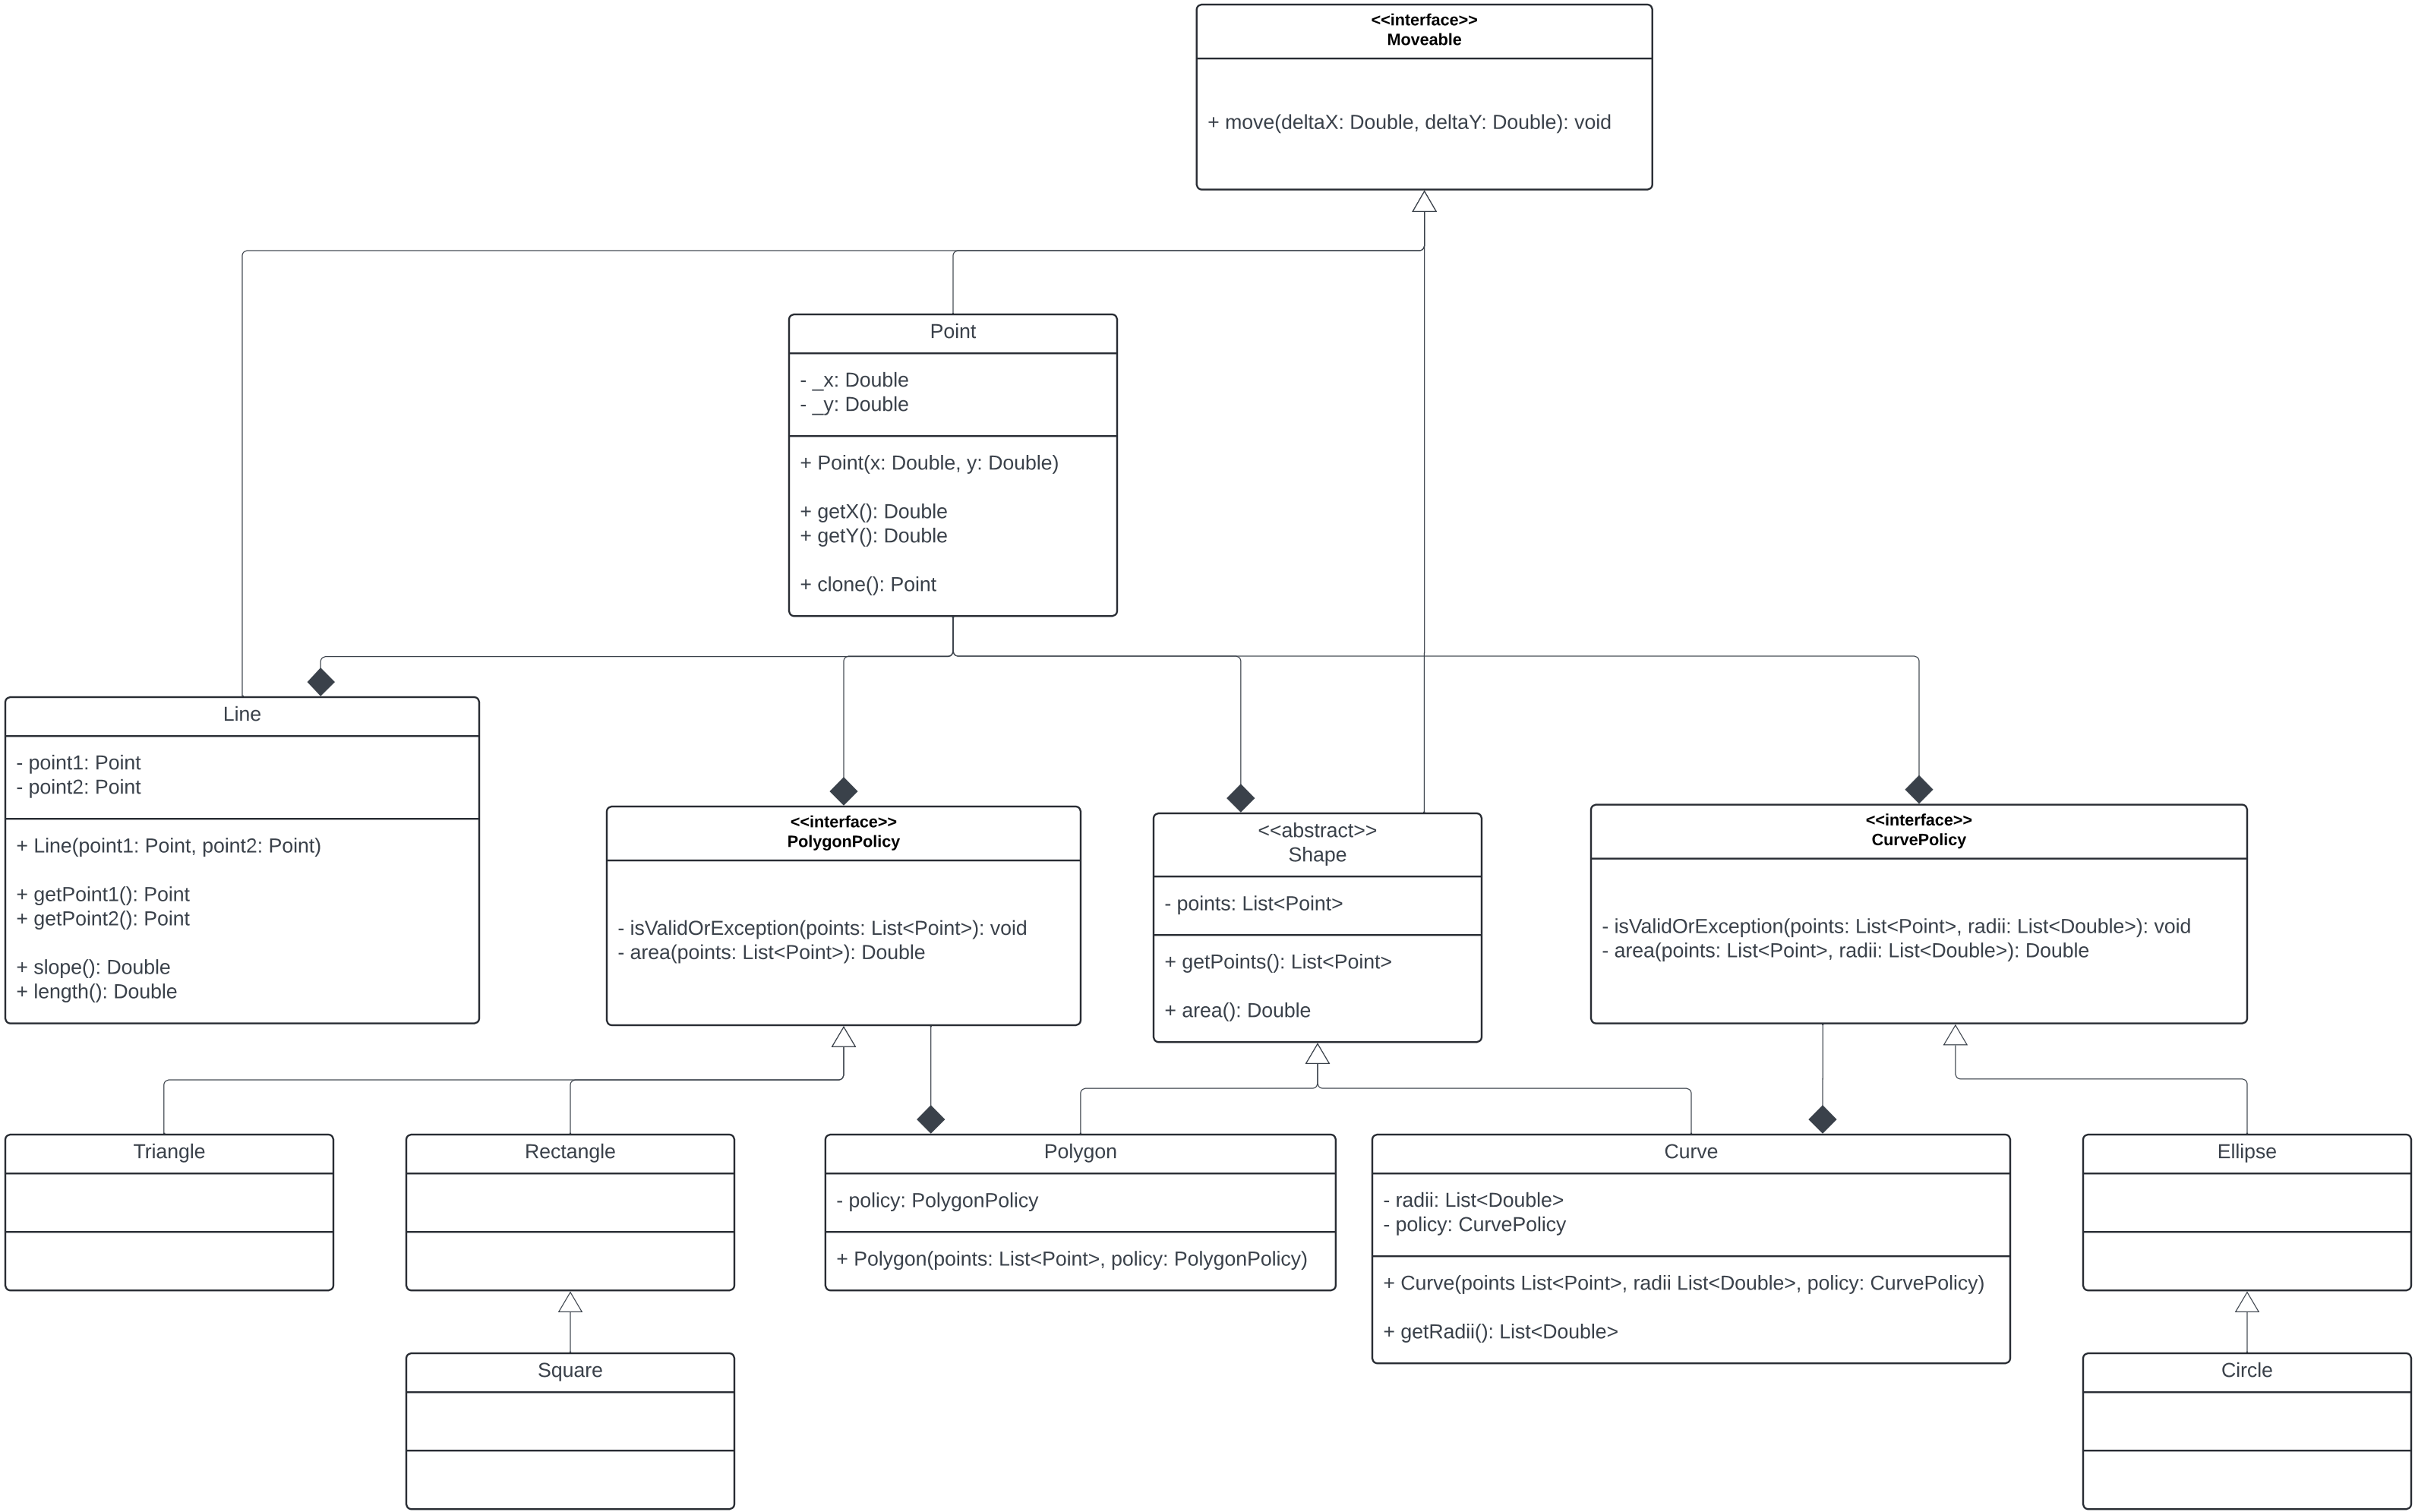 <<interface>>
Moveable
+ move(deltaX: Double, deltaY: Double): void
Point
- _x: Double
- _y: Double
+ Point(x: Double, y: Double)
+ getX(): Double
+ getY(): Double
+ clone(): Point
Line
- point1: Point
- point2: Point
+ Line(point1: Point, point2: Point)
+ getPoint1(): Point
+ getPoint2(): Point
+ slope(): Double
+ length(): Double
<<interface>>
PolygonPolicy
- isValidOrException(points: List<Point>): void
- area(points: List<Point>): Double
<<abstract>>
Shape
- points: List<Point>
+ getPoints(): List<Point>
+ area(): Double
<<interface>>
CurvePolicy
- isValidOrException(points: List<Point>, radii: List<Double>): void
- area(points: List<Point>, radii: List<Double>): Double
Triangle
Rectangle
Polygon
- policy: PolygonPolicy
+ Polygon(points: List<Point>, policy: PolygonPolicy)
Curve
- radii: List<Double>
- policy: CurvePolicy
+ Curve(points List<Point>, radii List<Double>, policy: CurvePolicy)
+ getRadii(): List<Double>
Ellipse
Square
Circle